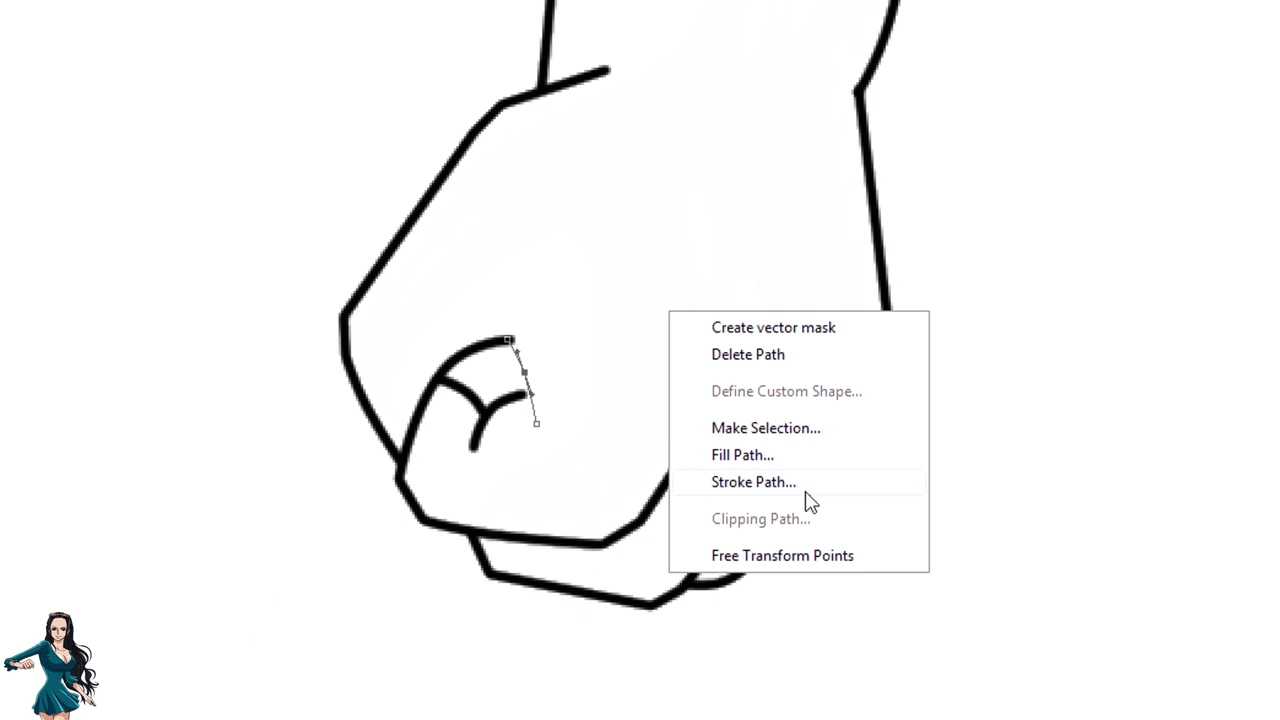 Create vector mask
Delete Path
Define Custom Shape...
Make Selection...
Fill Path...
Stroke Path...
Clipping Path...
Free Transform Points